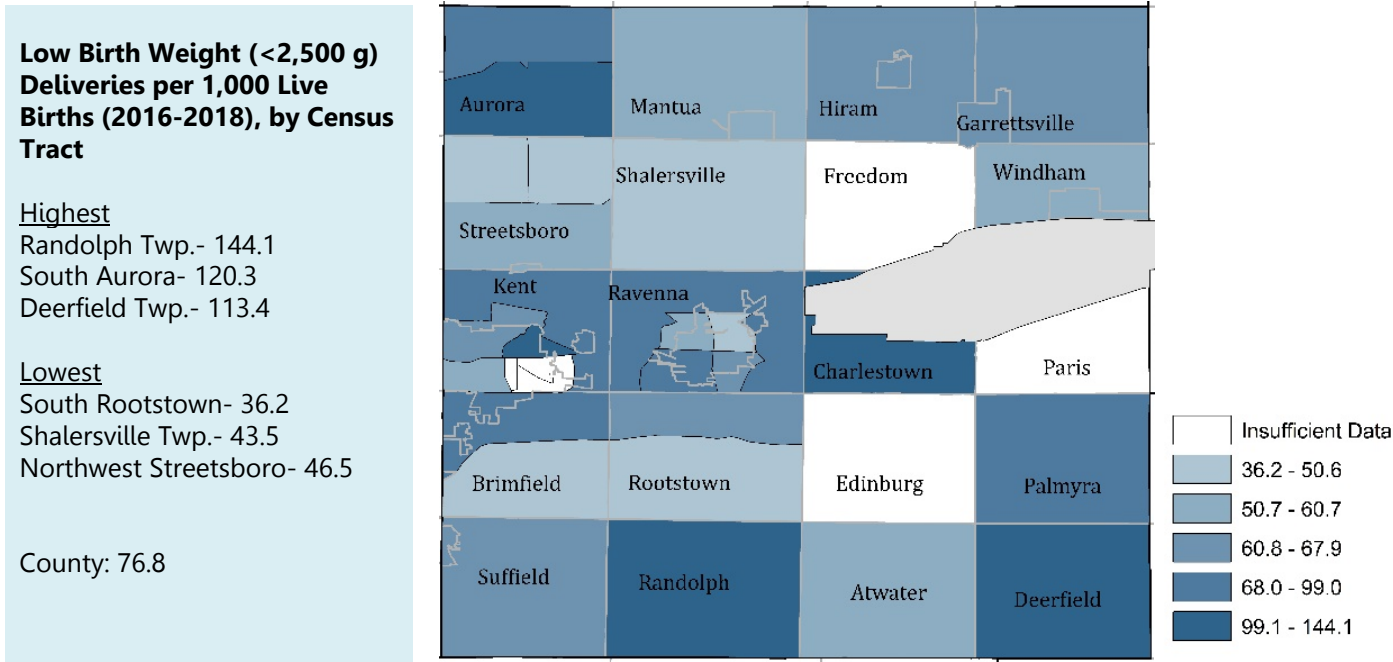 Low Birth Weight (<2,500 g)
Deliveries per 1,000 Live
Births (2016-2018), by Census
Tract
Highest
Randolph Twp.- 144.1
South Aurora- 120.3
Deerfield Twp.- 113.4
Lowest
South Rootstown- 36.2
Shalersville Twp.- 43.5
Northwest Streetsboro- 46.5
County: 76.8
Aurora
Mantua
Hiram
Garrettsville
Shalersville
Freedom
Windham
Streetsboro
Kent
Ravenna
Charlestown
Paris
Brimfield
Rootstown
Edinburg
Palmyra
Suffield
Randolph
Atwater
Deerfield
Insufficient Data
36.2 - 50.6
50.7 - 60.7
60.8 - 67.9
68.0 - 99.0
99.1 - 144.1